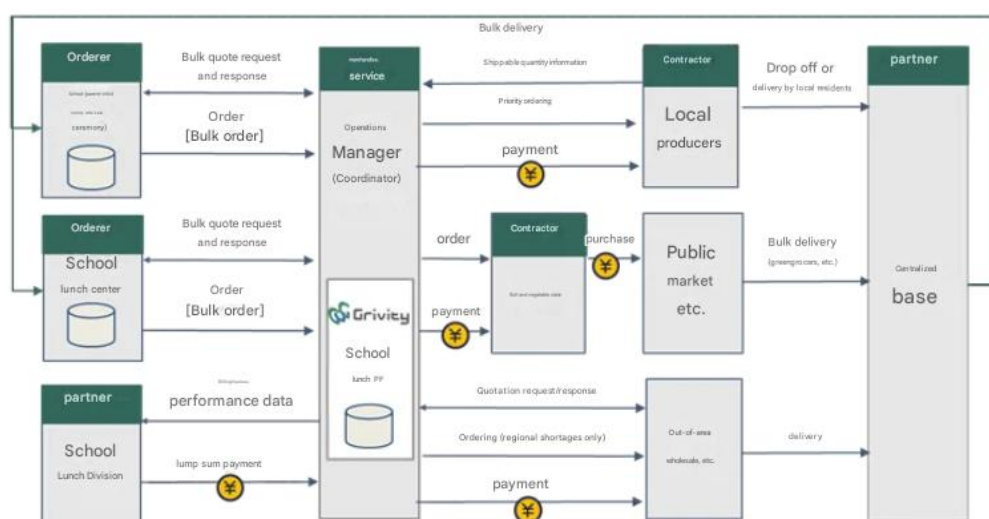 Bulk delivery
Orderer
School (parent-child
ceremony)
Bulk quote request
and response
Order
[Bulk order]
service
Operations
Manager
(Coordinator)
Shippable quantity information
Priority ordering
payment
Contractor
Local
producers
Drop off or
delivery by local residents
partner
Centralized
base
Orderer
School
lunch center
Bulk quote request
and response
Order
[Bulk order]
Grivity
School
lunch PF
order
payment
Contractor
purchase
Public
market
etc.
Bulk delivery
(greengrocers, etc.)
partner
School
Lunch Division
performance data
lump sum payment
Quotation request/response
Ordering (regional shortages only)
payment
Out-of-area
wholesale, etc.
delivery